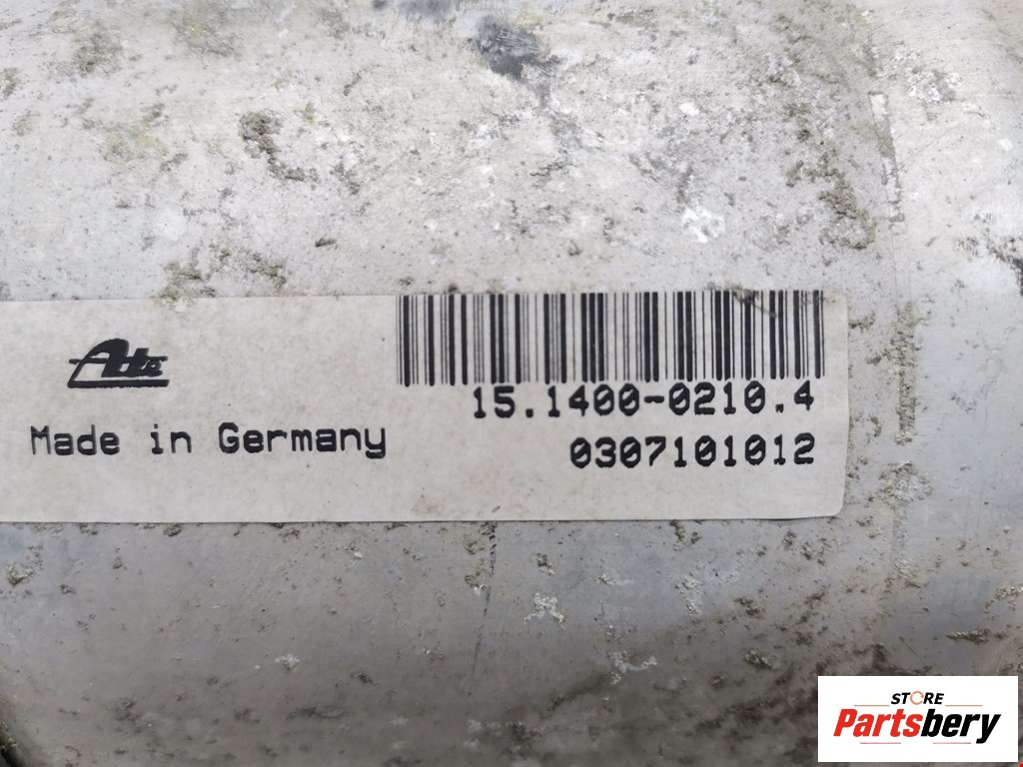 Ate
15.1400-0210.4
Made in Germany
0307101012
STORE
Partsbery